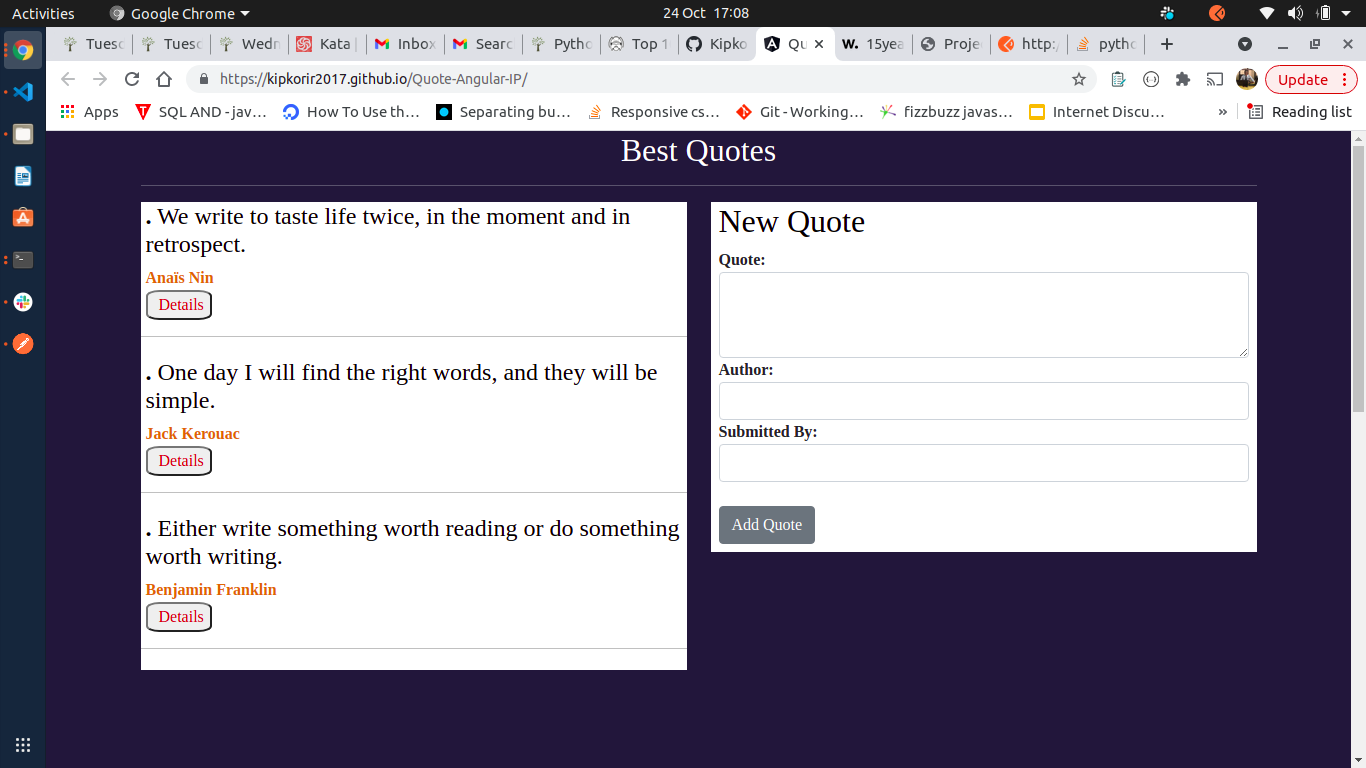 Activities
Google Chrome
24 Oct 17:08
Tuesc
Tuesc
Wedn
Kata |
Inbox
Searc
Pytho
Top 1
Kipko
Qu
15yea
Projec
http:/
pytho
https://kipkorir2017.github.io/Quote-Angular-IP/
Update
Apps
SQL AND - jav…
How To Use th…
Separating bu…
Responsive cs…
Git - Working…
fizzbuzz javas…
Internet Discu…
»
Reading list
Best Quotes
. We write to taste life twice, in the moment and in
retrospect.
Anaïs Nin
Details
. One day I will find the right words, and they will be
simple.
Jack Kerouac
Details
. Either write something worth reading or do something
worth writing.
Benjamin Franklin
Details
New Quote
Quote:
Author:
Submitted By:
Add Quote